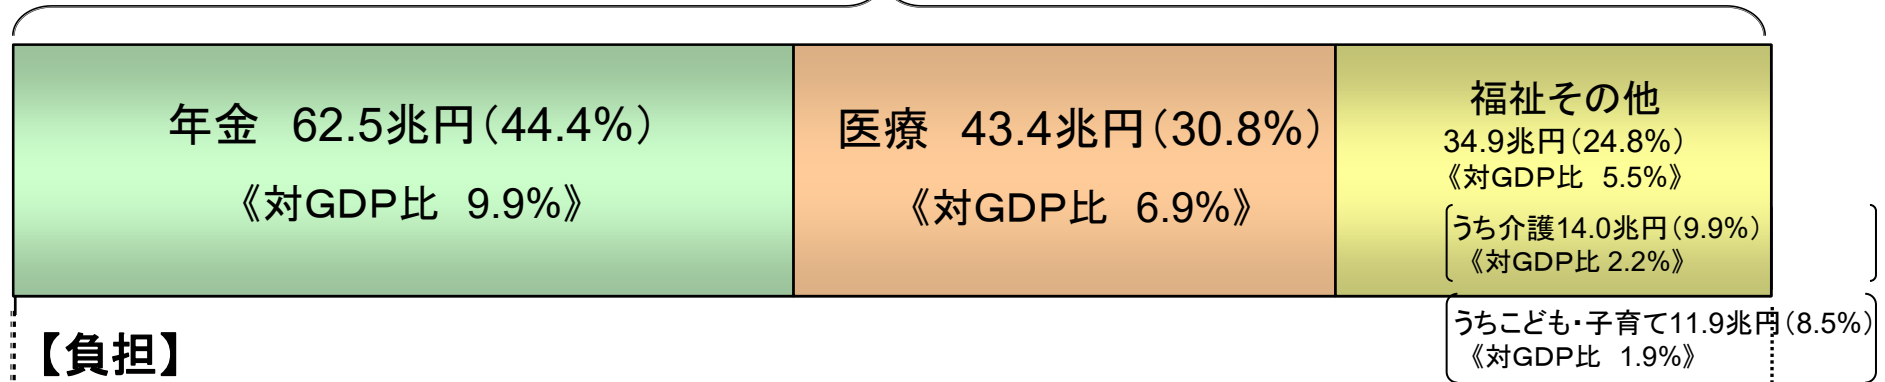 年金　62.5兆円（44.4%）
《対GDP比　9.9%》
医療　43.4兆円（30.8%）
《対GDP比　6.9%》
福祉その他
34.9兆円（24.8%）
《対GDP比　5.5%》
うち介護14.0兆円（9.9%）
《対GDP比 2.2%》
うちこども・子育て11.9兆円（8.5%）
《対GDP比　1.9%》
【負担】